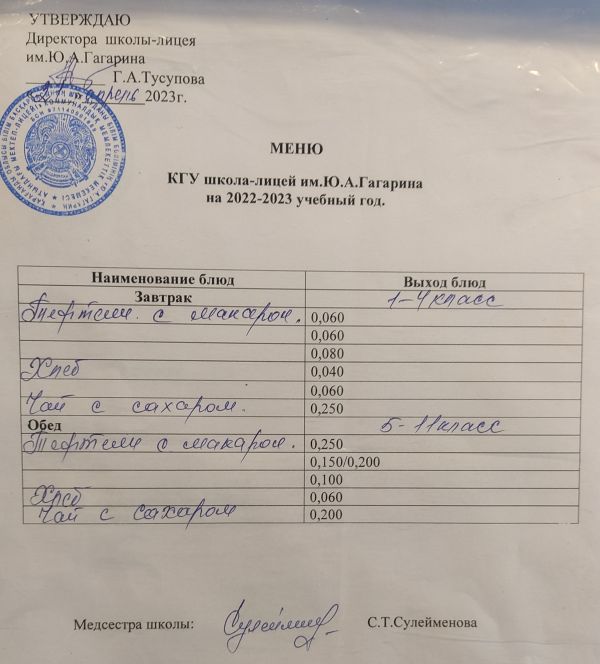 УТВЕРЖДАЮ
Директора школы-лицея
им.Ю.А.Гагарина
Г.А.Тусупова
апрель 2023г.
МЕНЮ
КГУ школа-лицей им.Ю.А.Гагарина
на 2022-2023 учебный год.
Наименование блюд Выход блюд
Завтрак 1-4 класс
Тефтели с макарон. 0,060
0,060
0,080
Хлеб 0,040
0,060
Чай с сахаром. 0,250
Обед 5-11 класс
Тефтели с макарон. 0,250
0,150/0,200
0,100
Хлеб 0,060
Чай с сахаром 0,200
Медсестра школы: С.Т.Сулейменова